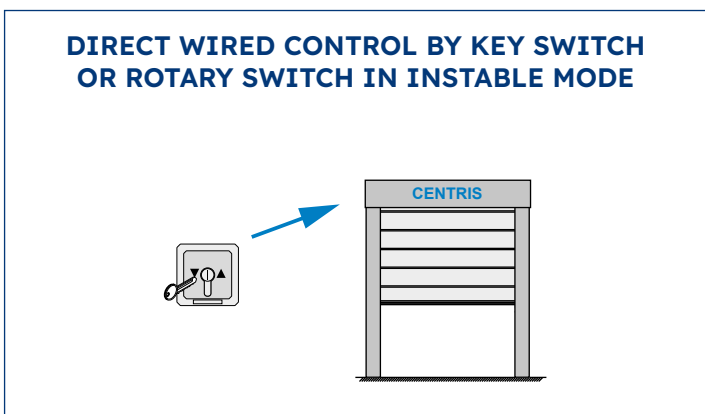 DIRECT WIRED CONTROL BY KEY SWITCH
OR ROTARY SWITCH IN INSTABLE MODE
CENTRIS